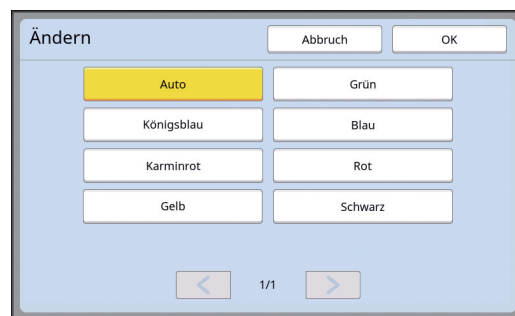 Ändern Abbruch OK
Auto Grün
Königsblau Blau
Karminrot Rot
Gelb Schwarz
1/1